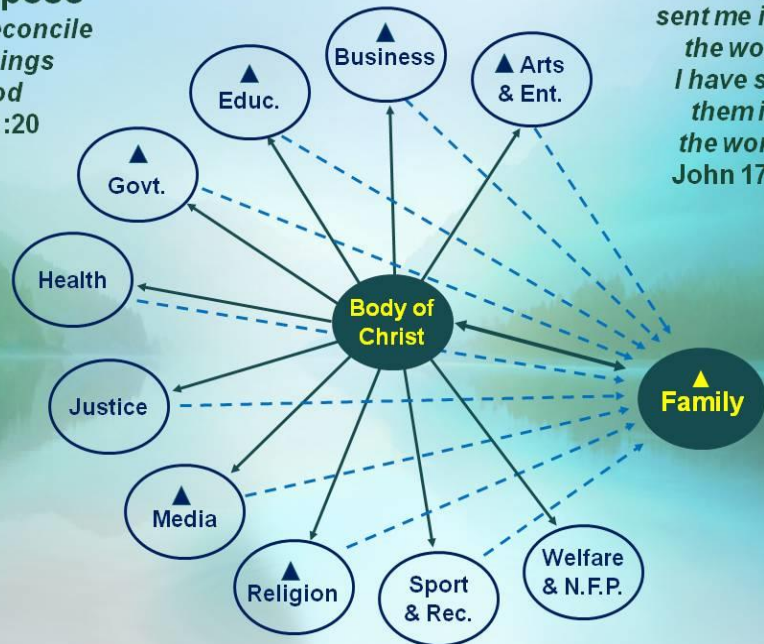 pose
econcile
ings
od
:20
sent me i
the wo
I have s
them i
the wor
John 17
Business
Arts
& Ent.
Educ.
Govt.
Health
Body of
Christ
Family
Justice
Media
Religion
Sport
& Rec.
Welfare
& N.F.P.